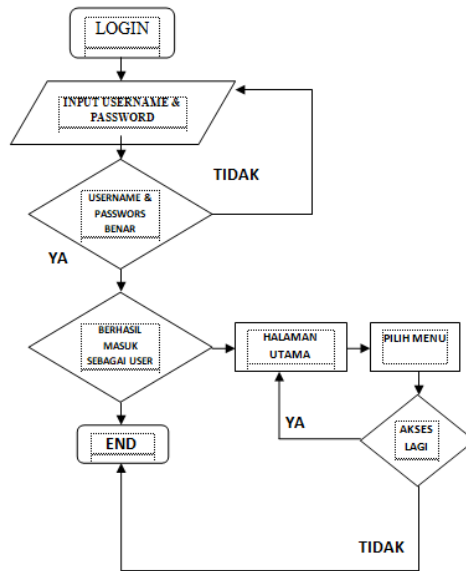 LOGIN
INPUT USERNAME &
PASSWORD
TIDAK
USERNAME &
PASSWORS
BENAR
YA
BERHASIL
MASUK
SEBAGAI USER
HALAMAN
UTAMA
PILIH MENU
YA
AKSES
LAGI
END
TIDAK